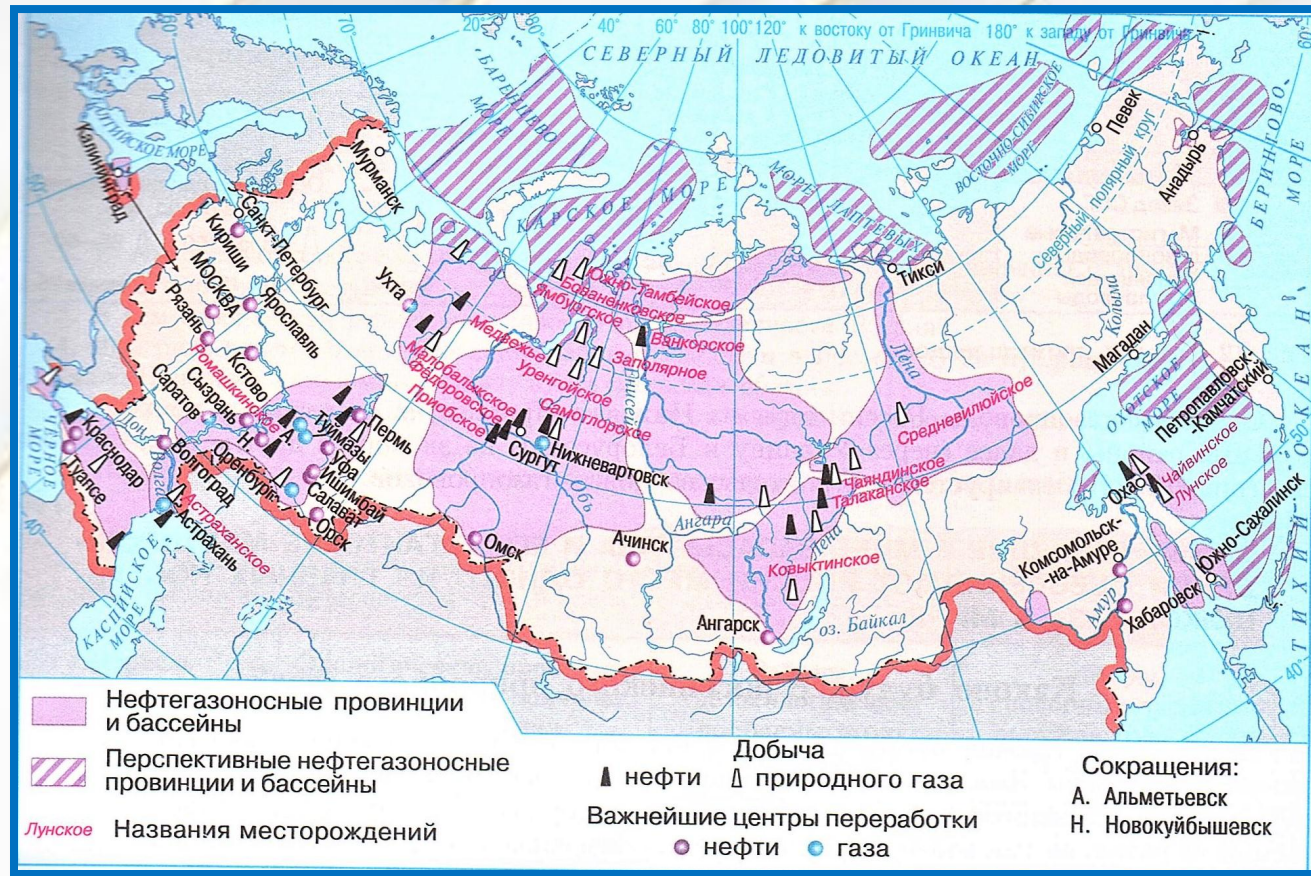 40° 60° 80° 100° 120° к востоку от Гринвича 180° к западу от Гринвича
СЕВЕРНЫЙ ЛЕДОВИТЫЙ ОКЕАН
БАРЕНЦЕВО
МОРЕ
КАРСКОЕ МОРЕ
МОРЕ
ЛАПТЕВЫХ
ВОСТОЧНО-СИБИРСКОЕ
МОРЕ
Северный полярный круг
БЕРИНГОВО
МОРЕ
Певек
Анадырь
БАЛТИЙСКОЕ МОРЕ
Калининград
Мурманск
Санкт-Петербург
Кириши
МОСКВА
Рязань
Ярославль
Кстово
Ромашкинское
Сызрань
Саратов
Н
А.
Туймазы
Уфа
Пермь
Ишимбай
Салават
Оренбург
Орск
Дон
Волга
Волгоград
Краснодар
Туапсе
ЧЕРНОЕ
МОРЕ
Астрахань
Астраханское
КАСПИЙСКОЕ
МОРЕ
Ухта
Южно-Тамбейское
Бованенковское
Ямбургское
Медвежье
Уренгойское
Заполярное
Ванкорское
Малобалыкское
Фёдоровское
Приобское
Самотлорское
Сургут
Нижневартовск
Енисей
Обь
Омск
Ачинск
Ангара
Ангарск
оз. Байкал
Тикси
Лена
Средневилюйское
Чаяндинское
Талаканское
Лена
Ковыктинское
Колыма
Магадан
ОХОТСКОЕ
МОРЕ
Петропавловск-
Камчатский
Оха
Чайвинское
Лунское
Южно-Сахалинск
Комсомольск-
-на-Амуре
Амур
Хабаровск
ТИХИЙ ОКЕАН
Нефтегазоносные провинции
и бассейны
Перспективные нефтегазоносные
провинции и бассейны
Лунское Названия месторождений
Добыча
нефти природного газа
Важнейшие центры переработки
нефти газа
Сокращения:
А. Альметьевск
Н. Новокуйбышевск